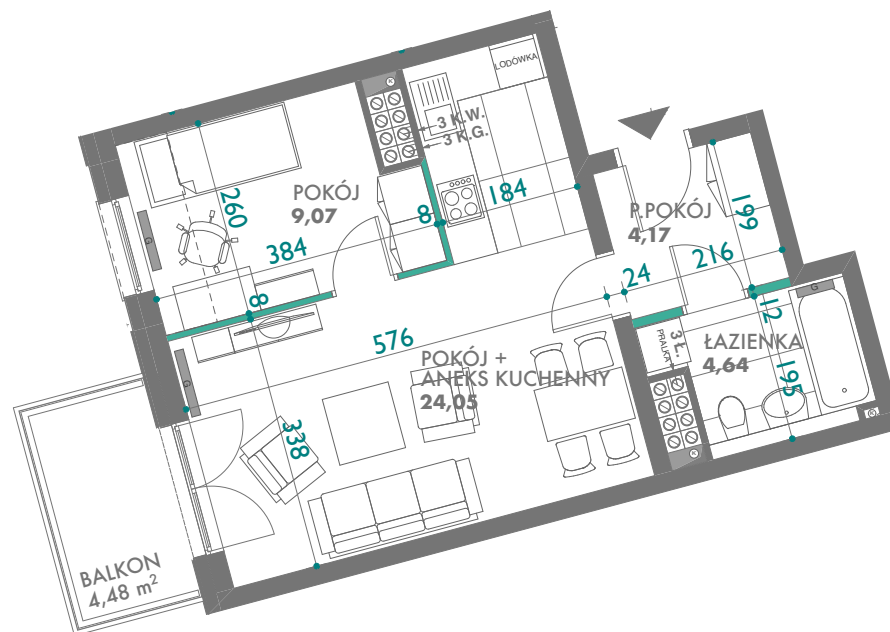 LODÓWKA
3 K.W.
3 K.G.
POKÓJ
9,07
260
384
8
184
P.POKÓJ
4,17
199
216
24
8
12
576
POKÓJ +
ANEKS KUCHENNY
24,05
3 Ł.
PRALKA
ŁAZIENKA
4,64
195
338
G
G
G
BALKON
4,48 m²